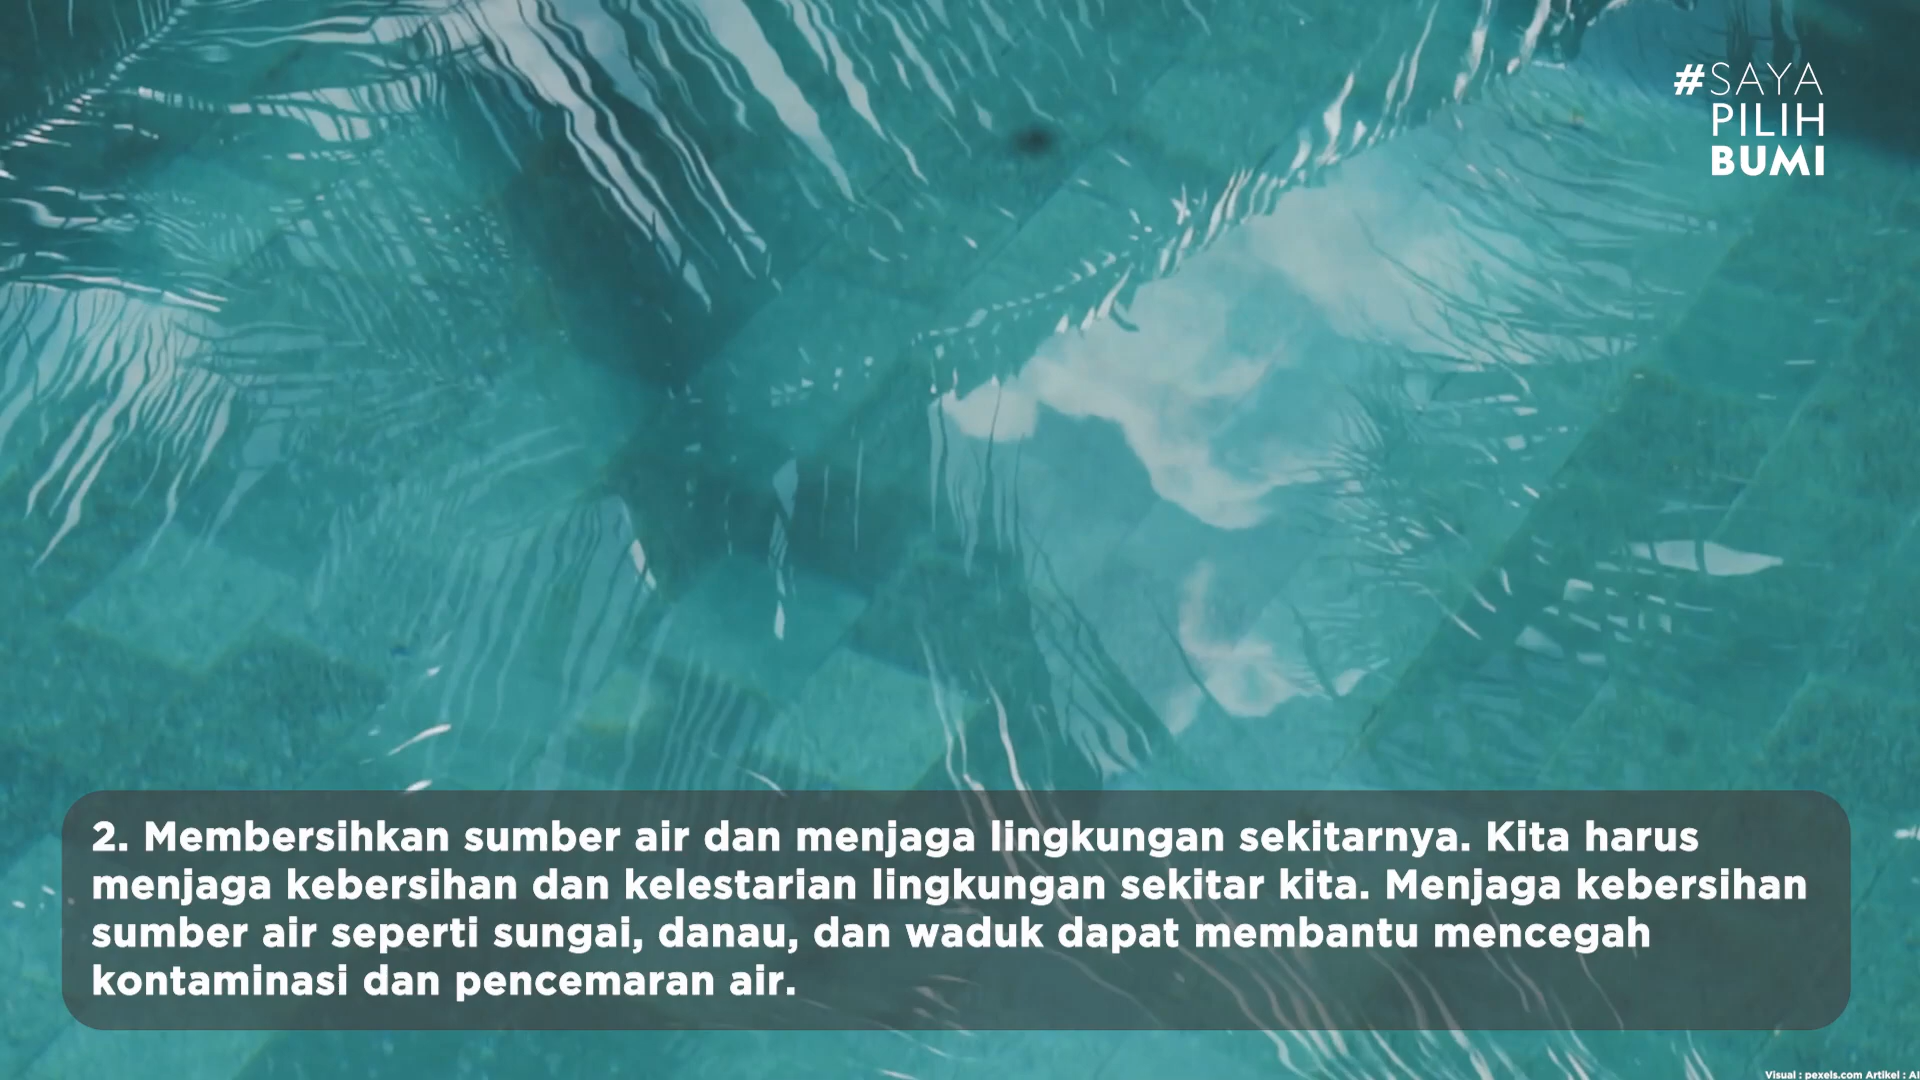 #SAYA
PILIH
BUMI
2. Membersihkan sumber air dan menjaga lingkungan sekitarnya. Kita harus
menjaga kebersihan dan kelestarian lingkungan sekitar kita. Menjaga kebersihan
sumber air seperti sungai, danau, dan waduk dapat membantu mencegah
kontaminasi dan pencemaran air.
Visual : pexels.com Artikel : AI